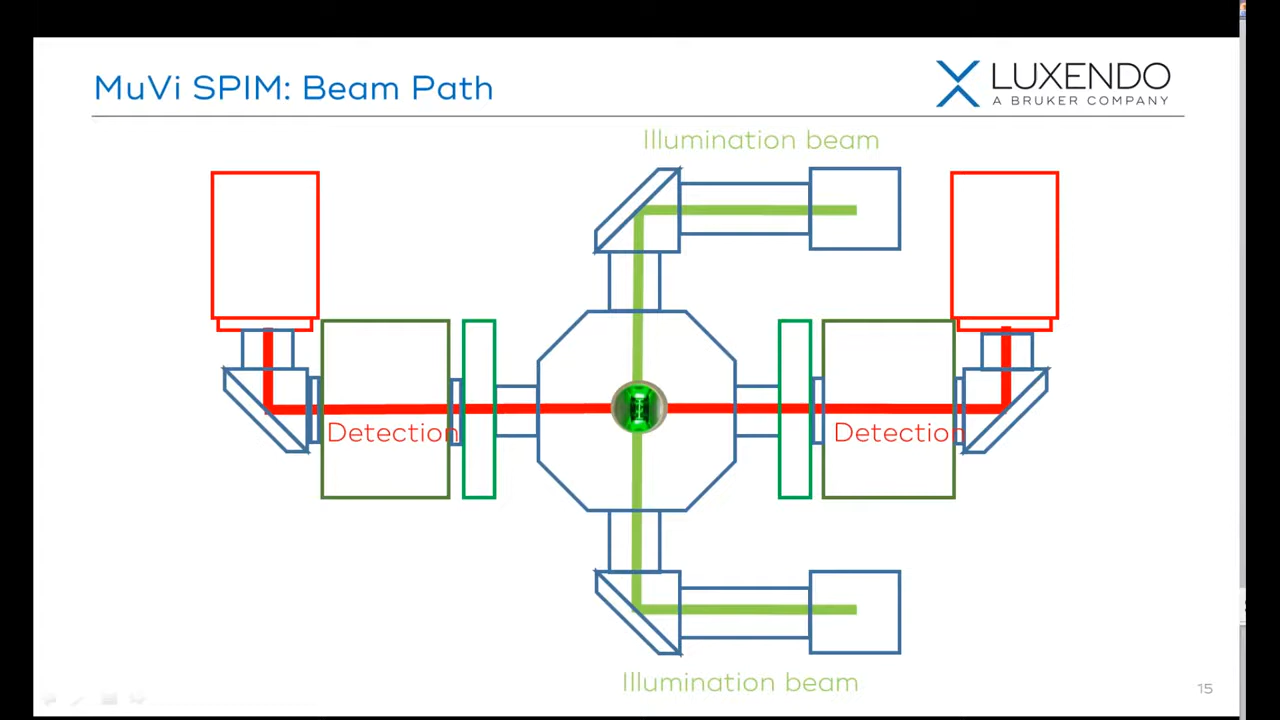 MuVi SPIM: Beam Path
LUXENDO
A BRUKER COMPANY
Illumination beam
Detection
Detection
Illumination beam
15